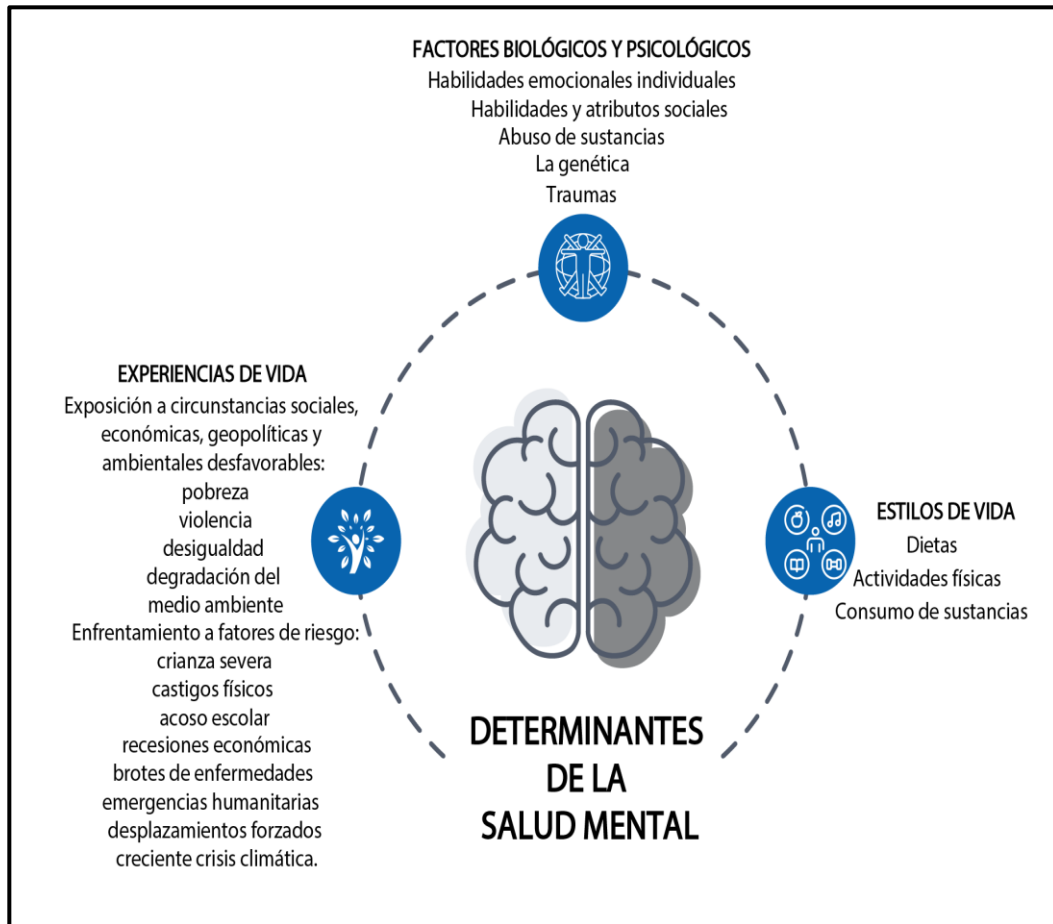 FACTORES BIOLÓGICOS Y PSICOLÓGICOS
Habilidades emocionales individuales
Habilidades y atributos sociales
Abuso de sustancias
La genética
Traumas
EXPERIENCIAS DE VIDA
Exposición a circunstancias sociales,
económicas, geopolíticas y
ambientales desfavorables:
pobreza
violencia
desigualdad
degradación del
medio ambiente
Enfrentamiento a fatores de riesgo:
crianza severa
castigos físicos
acoso escolar
recesiones económicas
brotes de enfermedades
emergencias humanitarias
desplazamientos forzados
creciente crisis climática.
ESTILOS DE VIDA
Dietas
Actividades físicas
Consumo de sustancias
DETERMINANTES
DE LA
SALUD MENTAL